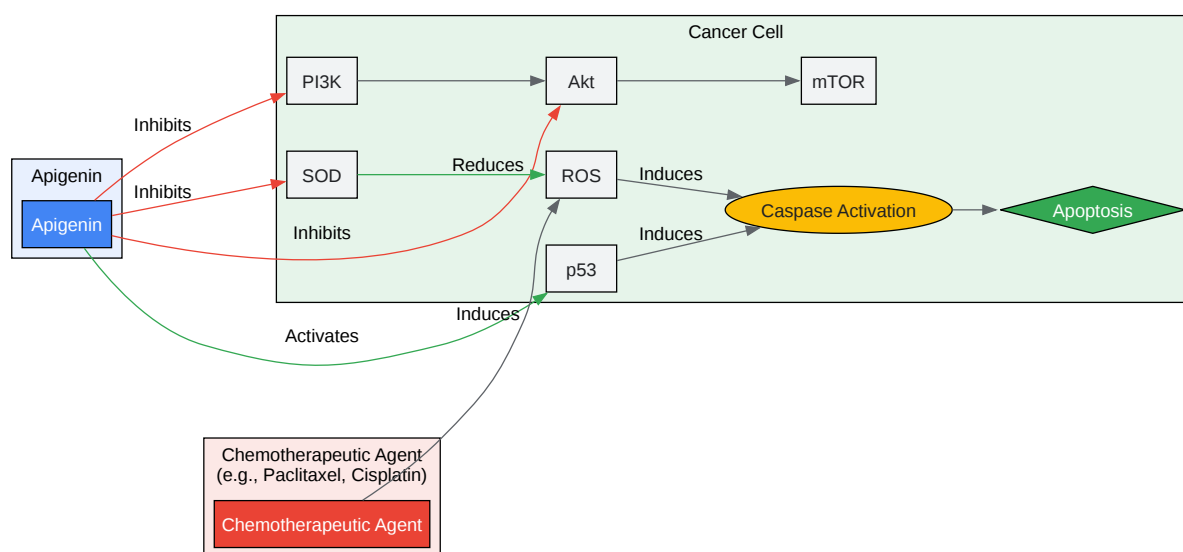 Cancer Cell
PI3K
Akt
mTOR
Inhibits
SOD
Reduces
ROS
Induces
Apigenin
Apigenin
Inhibits
Inhibits
Caspase Activation
Apoptosis
Induces
p53
Activates
Induces
Chemotherapeutic Agent
(e.g., Paclitaxel, Cisplatin)
Chemotherapeutic Agent